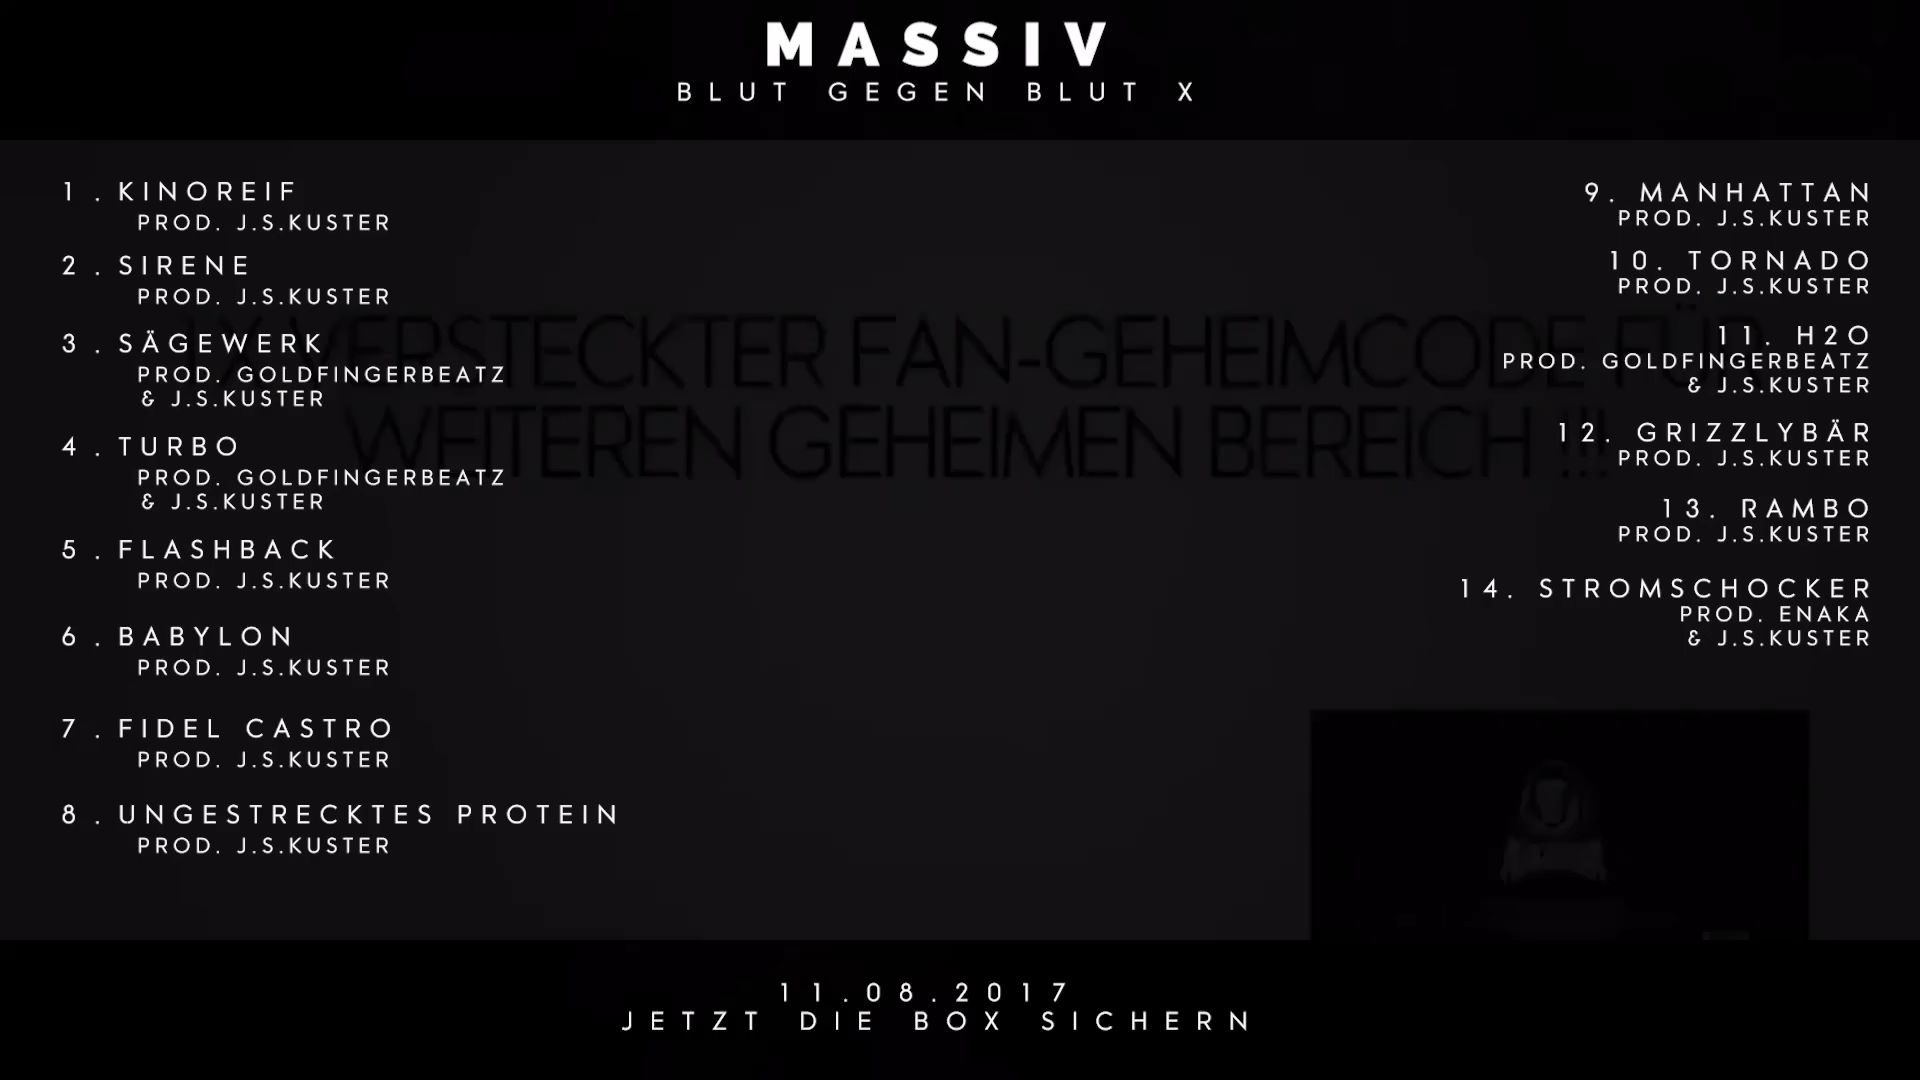 MASSIV
BLUT GEGEN BLUT X
1. KINOREIF
PROD. J.S.KUSTER
2. SIRENE
PROD. J.S.KUSTER
3. SÄGEWERK
PROD. GOLDFINGERBEATZ
& J.S.KUSTER
4. TURBO
PROD. GOLDFINGERBEATZ
& J.S.KUSTER
5. FLASHBACK
PROD. J.S.KUSTER
6. BABYLON
PROD. J.S.KUSTER
7. FIDEL CASTRO
PROD. J.S.KUSTER
8. UNGESTRECKTES PROTEIN
PROD. J.S.KUSTER
9. MANHATTAN
PROD. J.S.KUSTER
10. TORNADO
PROD. J.S.KUSTER
11. H2O
PROD. GOLDFINGERBEATZ
& J.S.KUSTER
12. GRIZZLYBÄR
PROD. J.S.KUSTER
13. RAMBO
PROD. J.S.KUSTER
14. STROMSCHOCKER
PROD. ENAKA
& J.S.KUSTER
VERSTECKTER FAN-GEHEIMCODE FÜR
WEITEREN GEHEIMEN BEREICH !!!
11.08.2017
JETZT DIE BOX SICHERN